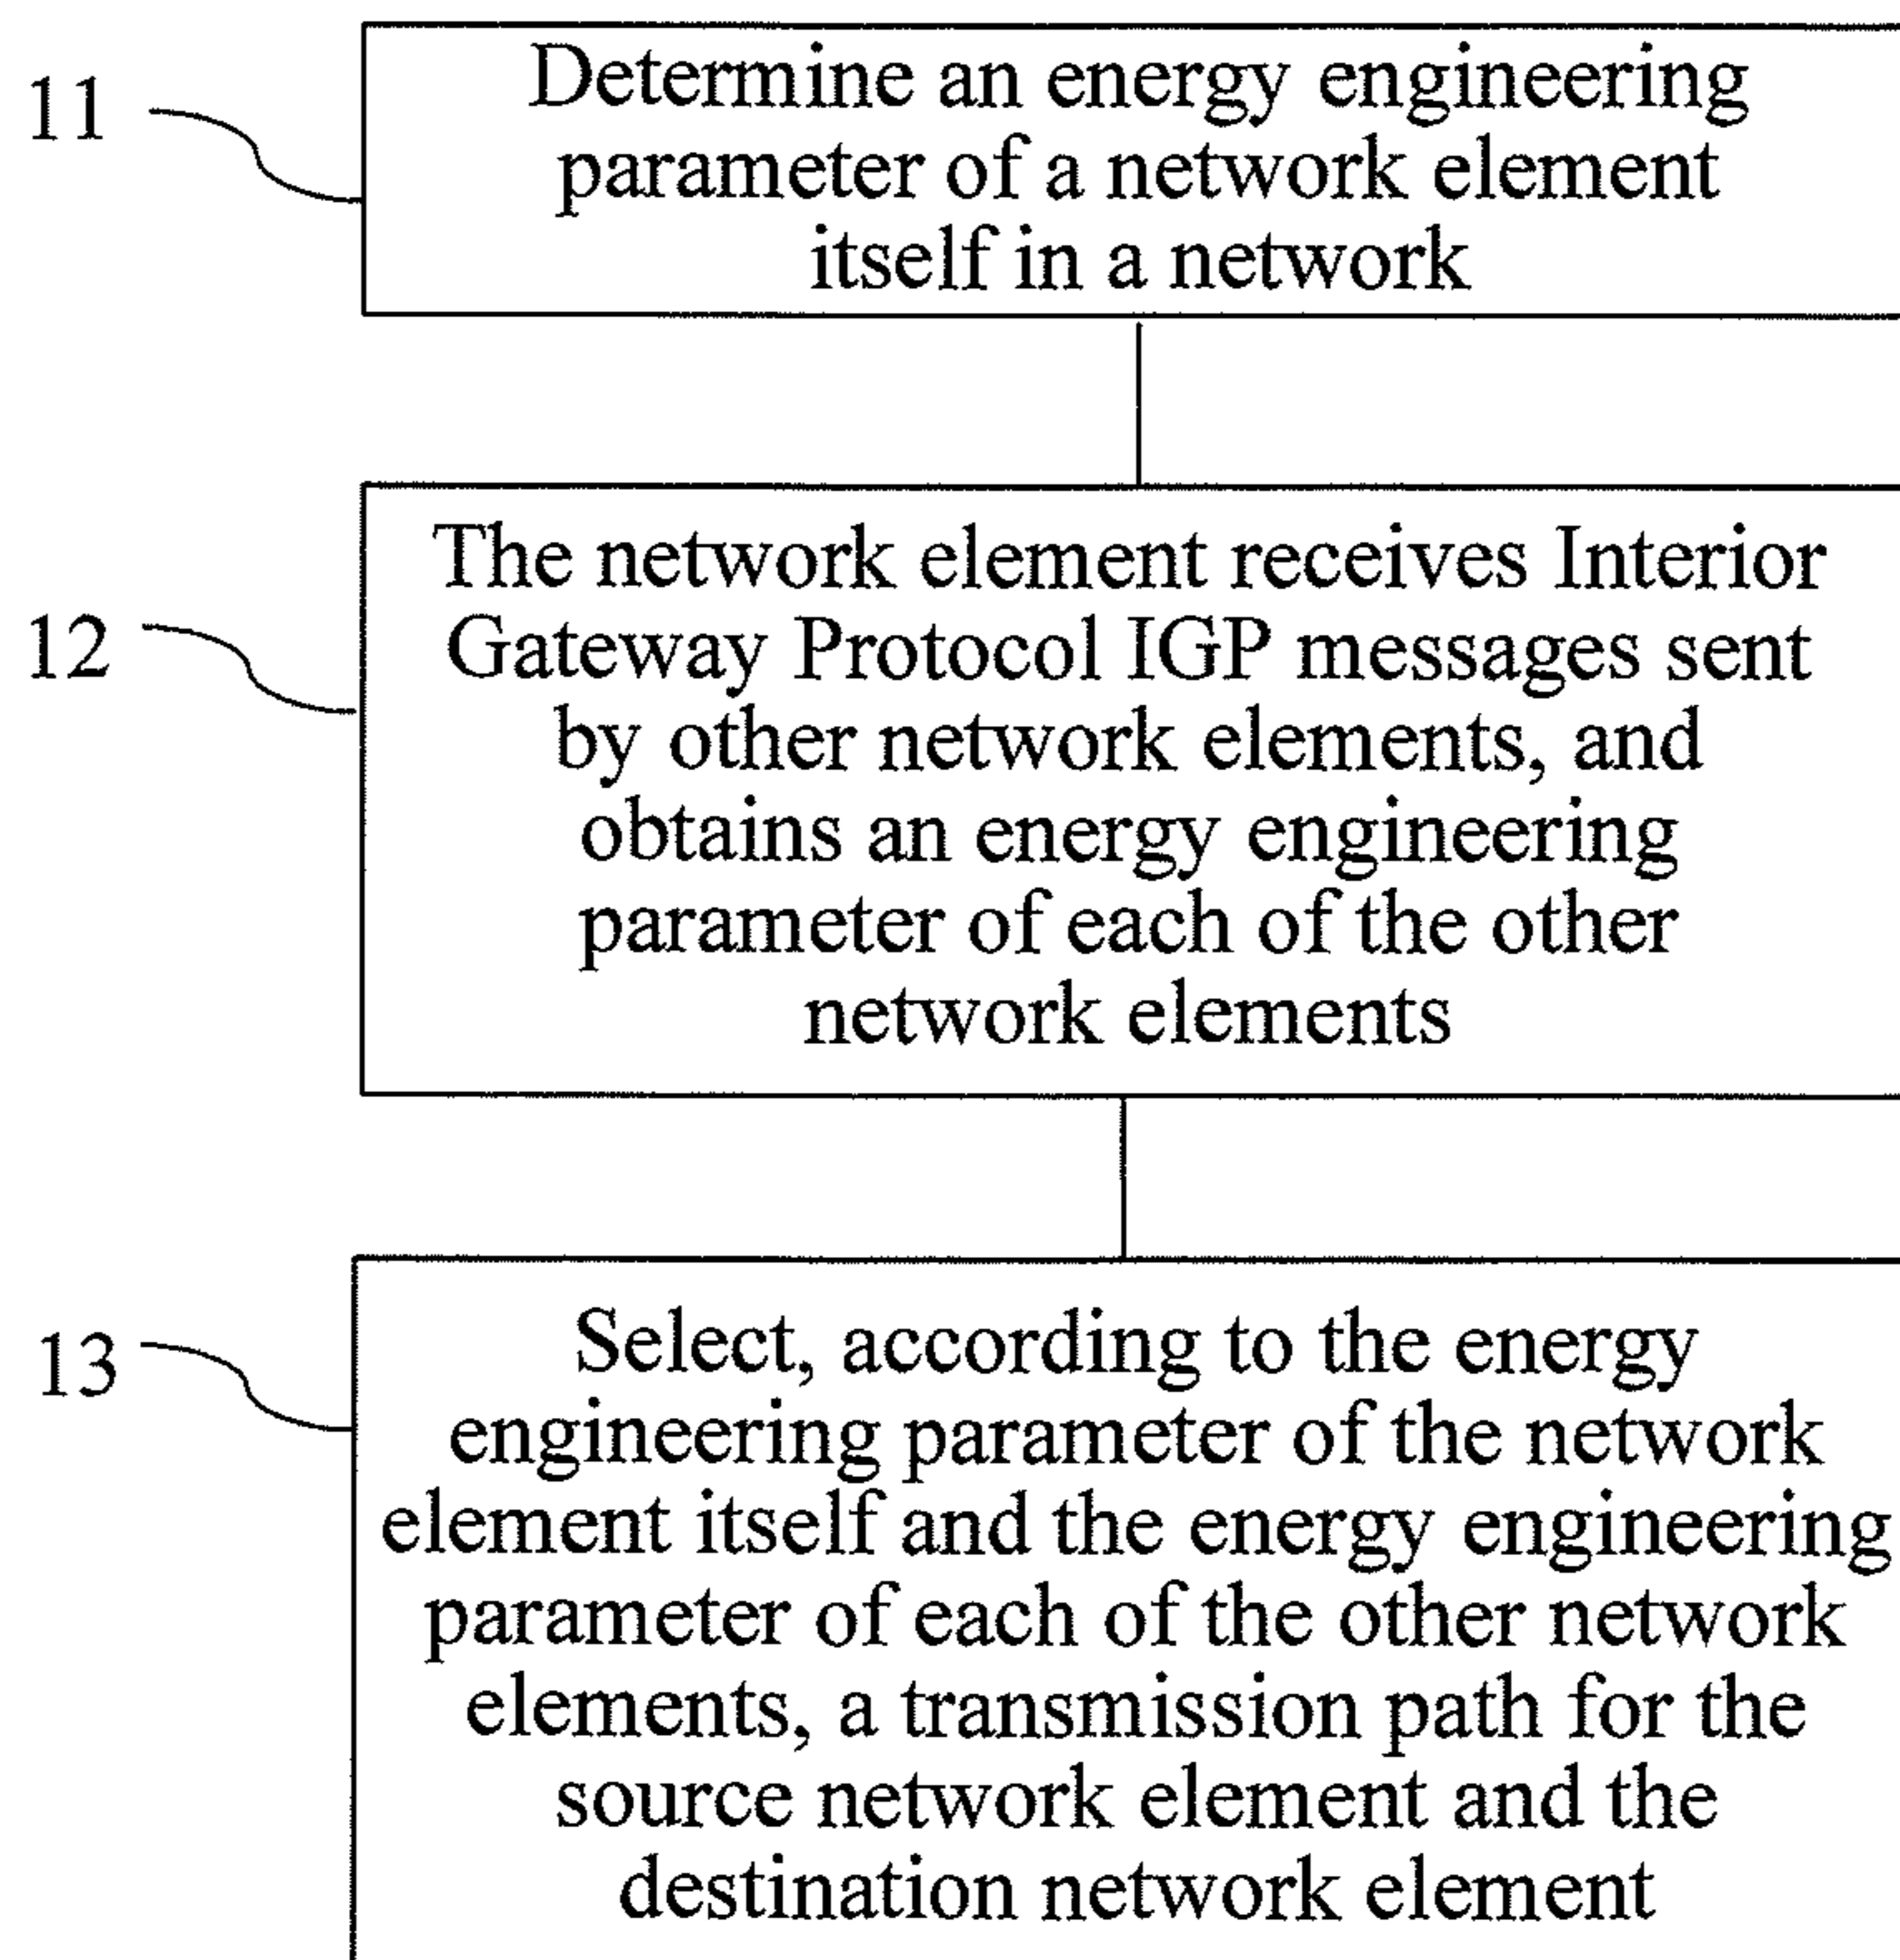 11
Determine an energy engineering
parameter of a network element
itself in a network
12
The network element receives Interior
Gateway Protocol IGP messages sent
by other network elements, and
obtains an energy engineering
parameter of each of the other
network elements
13
Select, according to the energy
engineering parameter of the network
element itself and the energy engineering
parameter of each of the other network
elements, a transmission path for the
source network element and the
destination network element